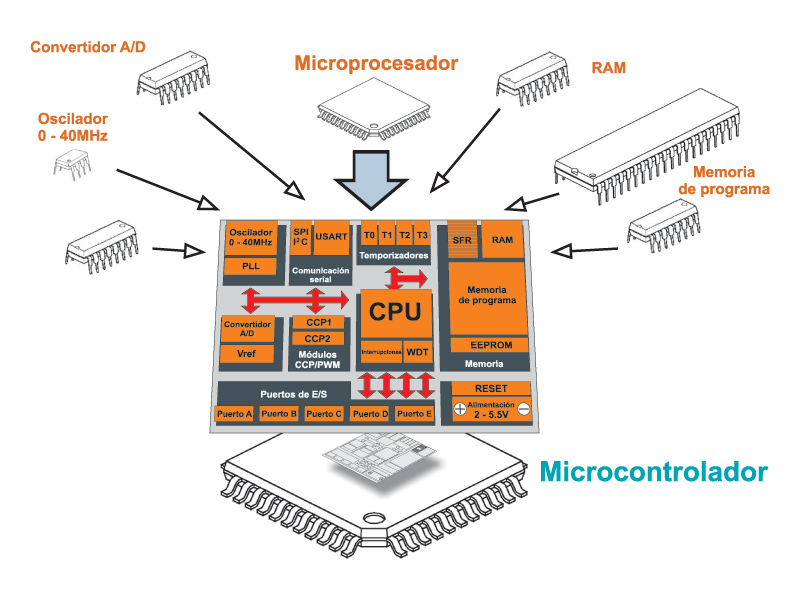 Convertidor A/D
Microprocesador
RAM
Oscilador
0 - 40MHz
Memoria
de programa
Oscilador
0 - 40MHz
PLL
SPI
I²C
USART
Comunicación
serial
T0
T1
T2
T3
Temporizadores
SFR
RAM
Memoria
de programa
EEPROM
Memoria
Convertidor
A/D
Vref
CCP1
CCP2
Módulos
CCP/PWM
CPU
Interrupciones
WDT
Puertos de E/S
Puerto A
Puerto B
Puerto C
Puerto D
Puerto E
RESET
+ Alimentación -
2 - 5.5V
Microcontrolador